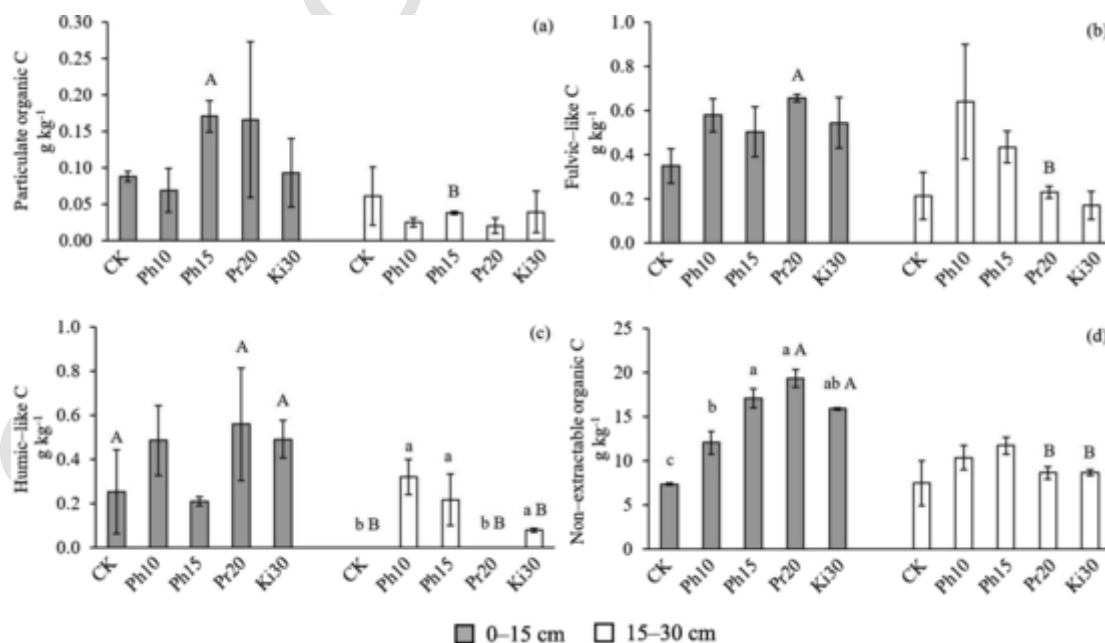 (a)
Particulate organic C
g kg⁻¹
0.30
0.25
0.20
0.15
0.10
0.05
0.00
A
B
CK Ph10 Ph15 Pr20 Ki30 CK Ph10 Ph15 Pr20 Ki30
(b)
Fulvic–like C
g kg⁻¹
1.0
0.8
0.6
0.4
0.2
0.0
A
B
CK Ph10 Ph15 Pr20 Ki30 CK Ph10 Ph15 Pr20 Ki30
(c)
Humic–like C
g kg⁻¹
1.0
0.8
0.6
0.4
0.2
0.0
A A A
b B a a b B a B
CK Ph10 Ph15 Pr20 Ki30 CK Ph10 Ph15 Pr20 Ki30
(d)
Non–extractable organic C
g kg⁻¹
25
20
15
10
5
0
c b a a A ab A
B B
CK Ph10 Ph15 Pr20 Ki30 CK Ph10 Ph15 Pr20 Ki30
0–15 cm 15–30 cm